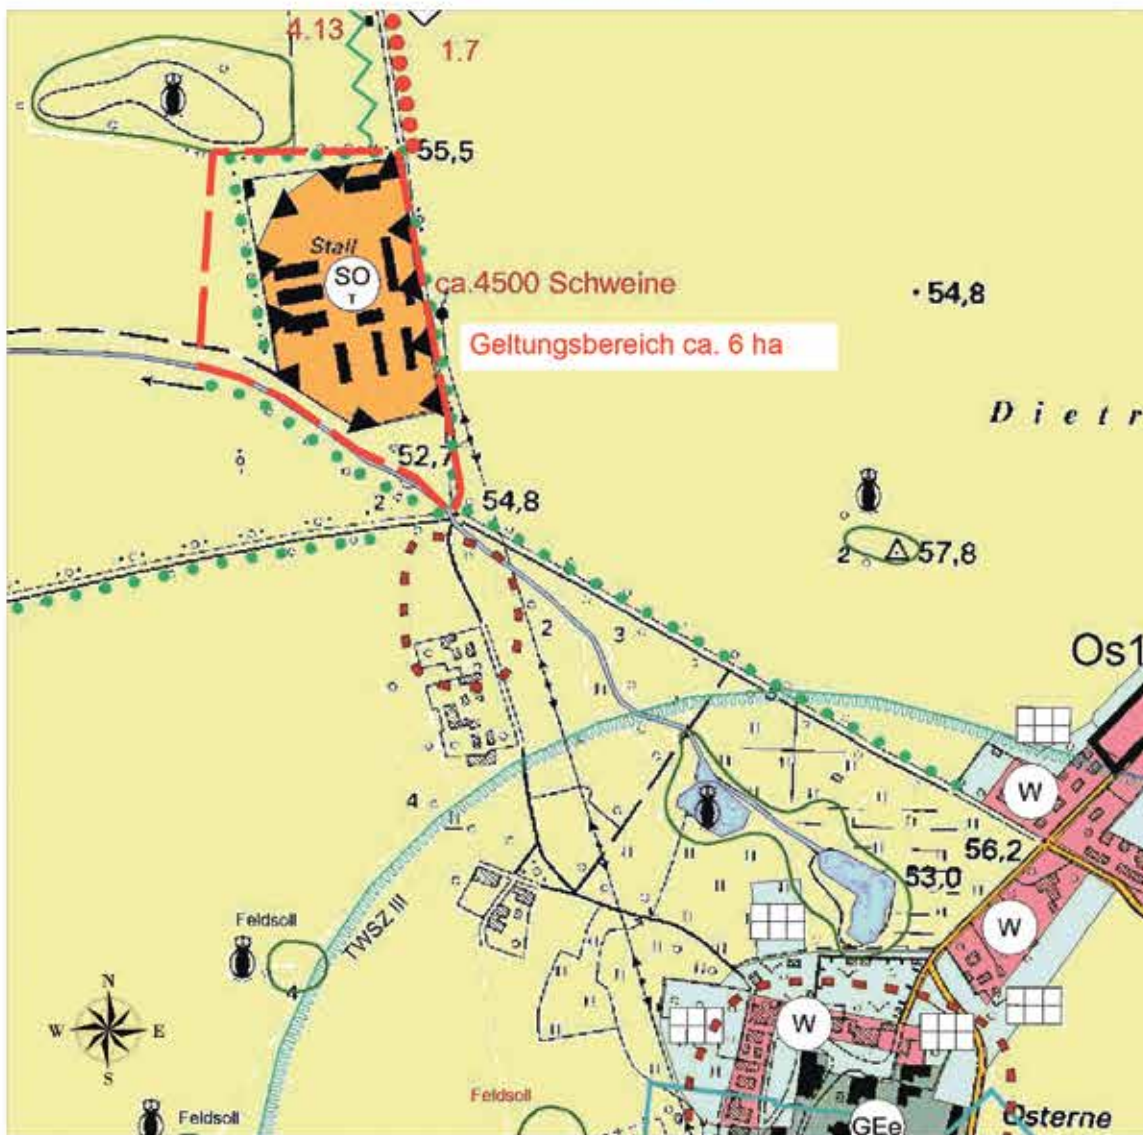 4.13
1.7
55,5
Stall
SO
T
ca.4500 Schweine
54,8
Geltungsbereich ca. 6 ha
Dietr
52,7
2
54,8
2
57,8
2
3
Os1
4
W
56,2
53,0
TWSZ III
Feldsoll
4
W
N
W
E
S
W
Feldsoll
Feldsoll
GEe
Osterne